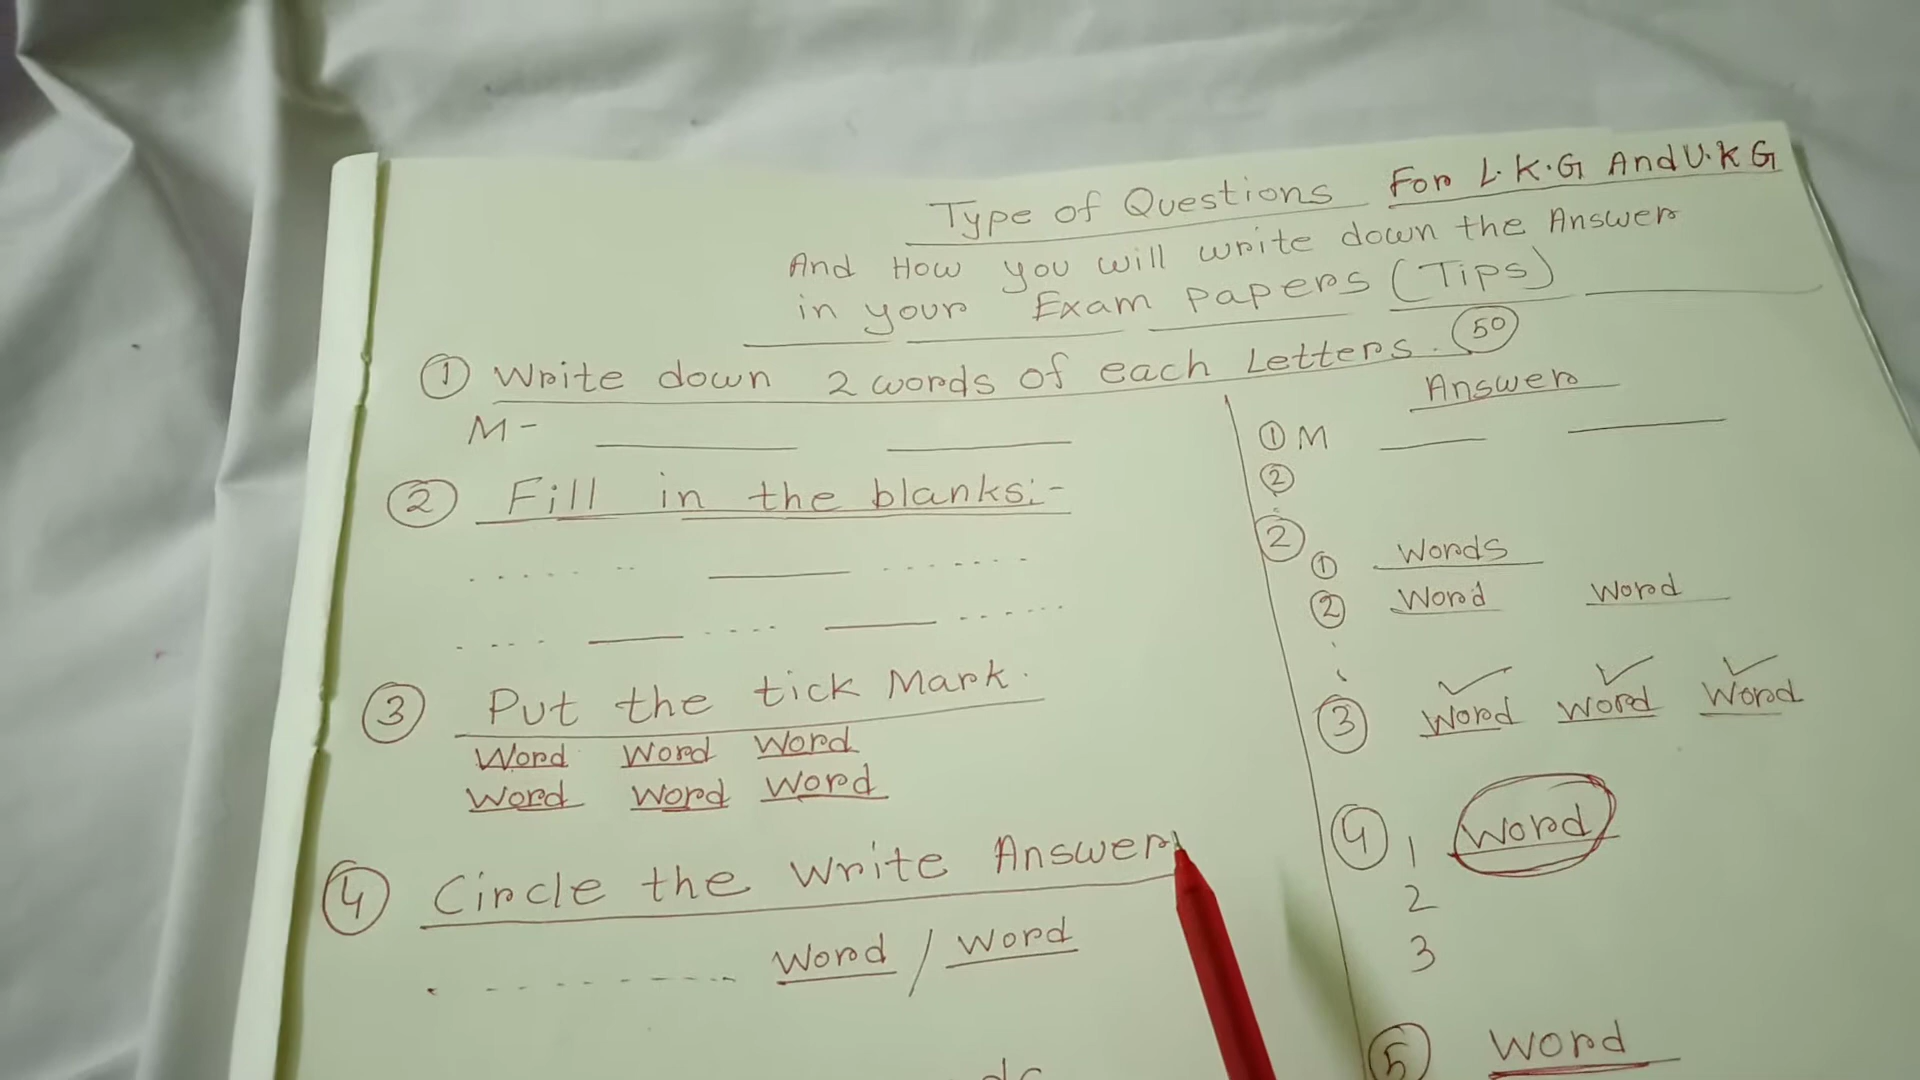 Type of Questions For L.K.G And U.K G
And How you will write down the Answer
in your Exam papers (Tips)
① Write down 2 words of each Letters. 50
M-
② Fill in the blanks:-
③ Put the tick Mark.
Word Word Word
Word Word Word
④ Circle the Write Answer
Word / Word
Answer
① M
②
②
① Words
② Word Word
③ Word Word Word
④ 1 Word
2
3
⑤ Word